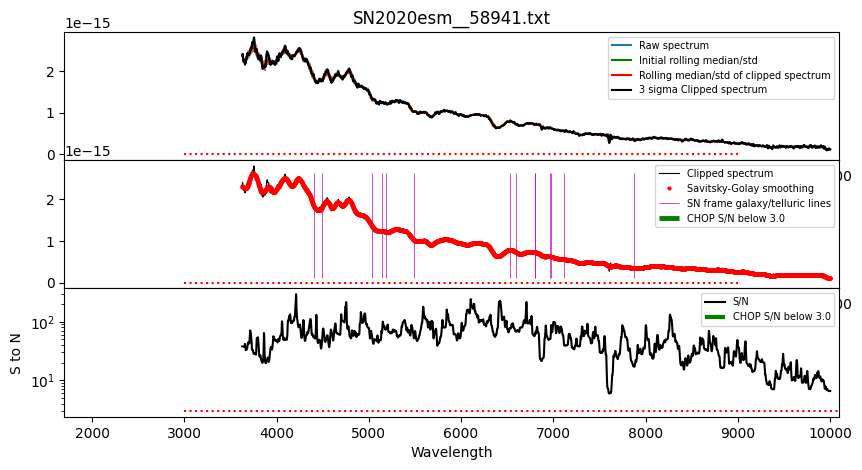 SN2020esm__58941.txt
1e−15
Raw spectrum
Initial rolling median/std
Rolling median/std of clipped spectrum
3 sigma Clipped spectrum
2
1
0
1e−15
Clipped spectrum
Savitsky-Golay smoothing
SN frame galaxy/telluric lines
CHOP S/N below 3.0
2
1
0
S/N
CHOP S/N below 3.0
10²
10¹
S to N
2000 3000 4000 5000 6000 7000 8000 9000 10000
Wavelength